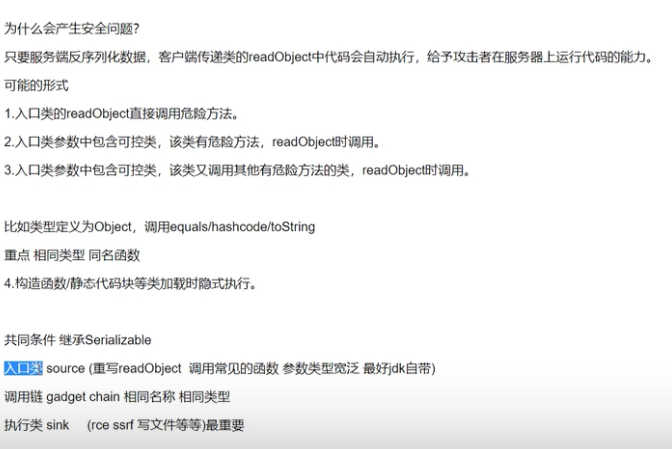 为什么会产生安全问题?
只要服务端反序列化数据，客户端传递类的readObject中代码会自动执行，给予攻击者在服务器上运行代码的能力。
可能的形式
1.入口类的readObject直接调用危险方法。
2.入口类参数中包含可控类，该类有危险方法，readObject时调用。
3.入口类参数中包含可控类，该类又调用其他有危险方法的类，readObject时调用。
比如类型定义为Object，调用equals/hashcode/toString
重点 相同类型 同名函数
4.构造函数/静态代码块等类加载时隐式执行。
共同条件 继承Serializable
入口类 source (重写readObject 调用常见的函数 参数类型宽泛 最好jdk自带)
调用链 gadget chain 相同名称 相同类型
执行类 sink (rce ssrf 写文件等等)最重要